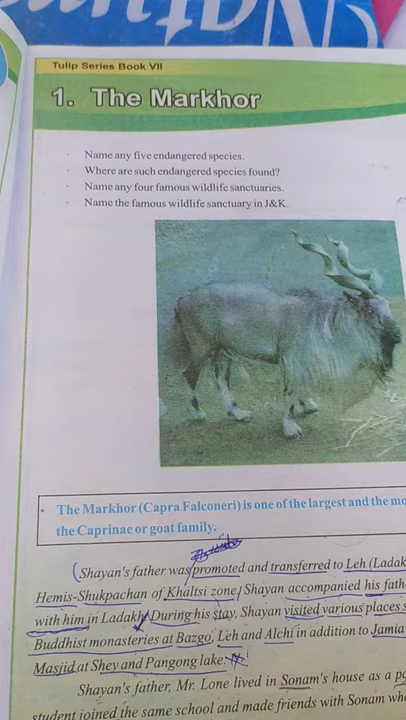 Tulip Series Book VII
1. The Markhor
· Name any five endangered species.
· Where are such endangered species found?
· Name any four famous wildlife sanctuaries.
· Name the famous wildlife sanctuary in J&K.
• The Markhor (Capra Falconeri) is one of the largest and the mo
the Caprinae or goat family.
Shayan's father was promoted and transferred to Leh (Ladak
Hemis-Shukpachan of Khaltsi zone. Shayan accompanied his fath
with him in Ladakh. During his stay, Shayan visited various places s
Buddhist monasteries at Bazgo, Leh and Alchi in addition to Jamia
Masjid at Shey and Pangong lake.
Shayan's father, Mr. Lone lived in Sonam's house as a pa
student joined the same school and made friends with Sonam who